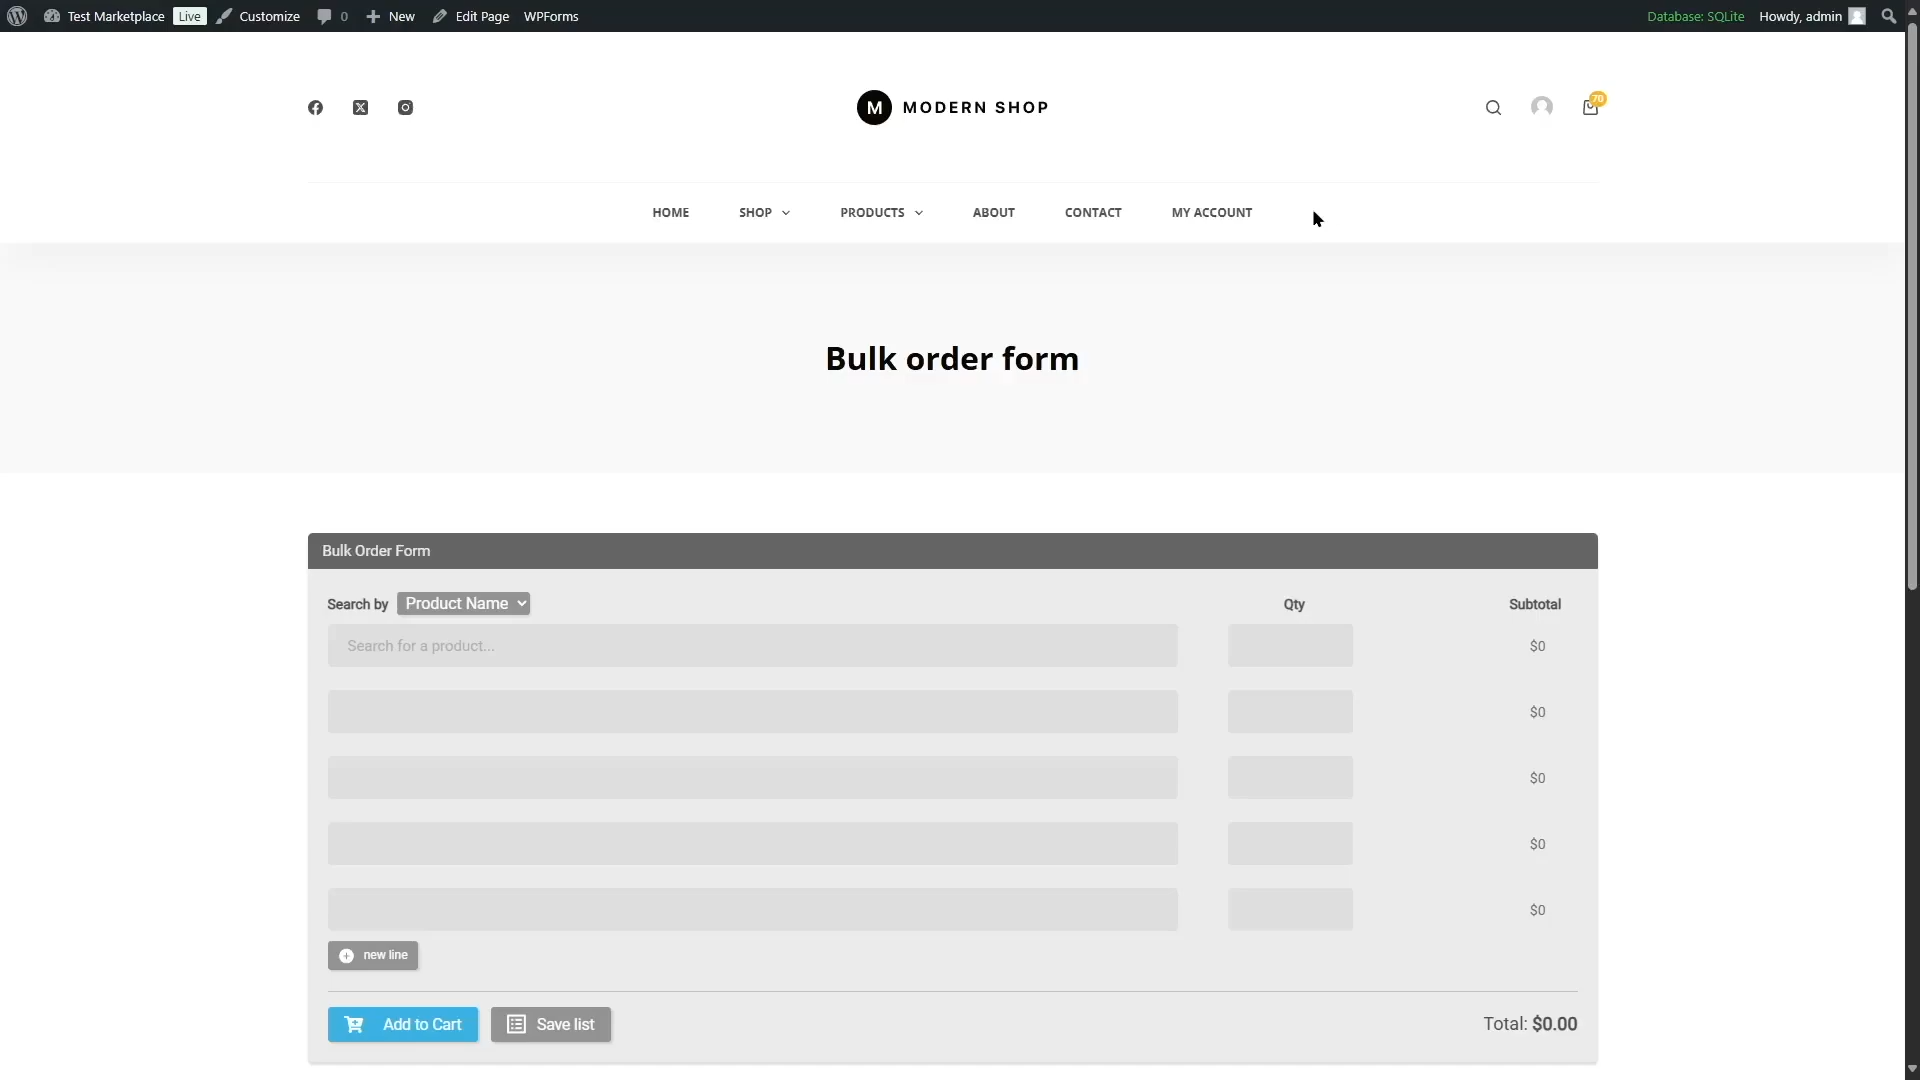 Test Marketplace Live Customize 0 New Edit Page WPForms Database: SQLite Howdy, admin
M MODERN SHOP 70
HOME SHOP PRODUCTS ABOUT CONTACT MY ACCOUNT
Bulk order form
Bulk Order Form
Search by Product Name Qty Subtotal
Search for a product... $0
$0
$0
$0
$0
new line
Add to Cart Save list Total: $0.00